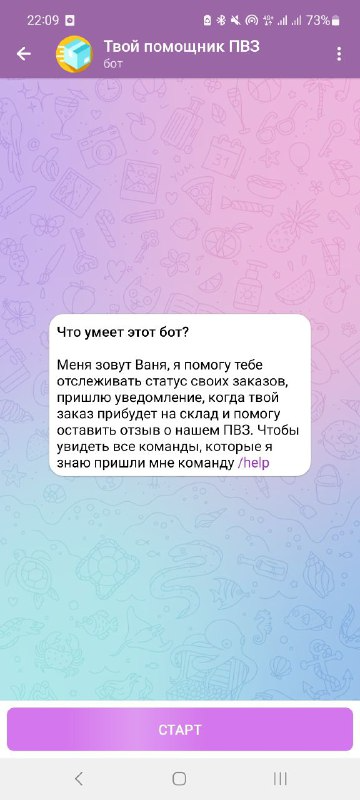 22:09
73%
Твой помощник ПВЗ
бот
Что умеет этот бот?
Меня зовут Ваня, я помогу тебе
отслеживать статус своих заказов,
пришлю уведомление, когда твой
заказ прибудет на склад и помогу
оставить отзыв о нашем ПВЗ. Чтобы
увидеть все команды, которые я
знаю пришли мне команду /help
СТАРТ